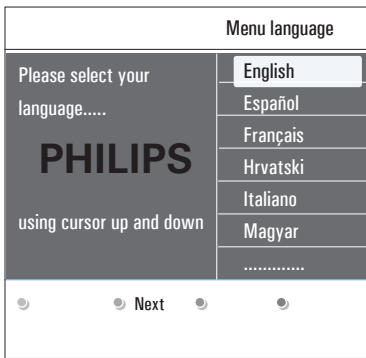 Menu language
Please select your
language.....
PHILIPS
using cursor up and down
English
Español
Français
Hrvatski
Italiano
Magyar
.............
Next